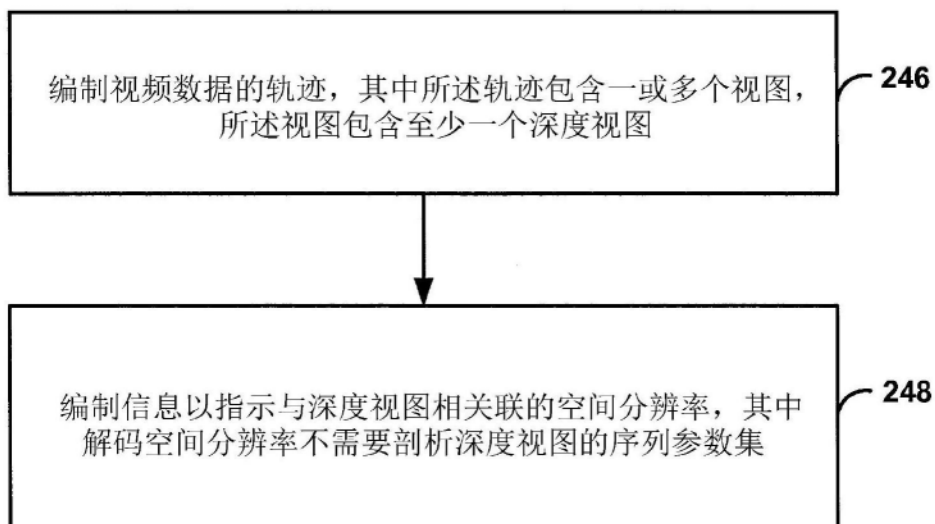 编制视频数据的轨迹，其中所述轨迹包含一或多个视图，
所述视图包含至少一个深度视图
246
编制信息以指示与深度视图相关联的空间分辨率，其中
解码空间分辨率不需要剖析深度视图的序列参数集
248